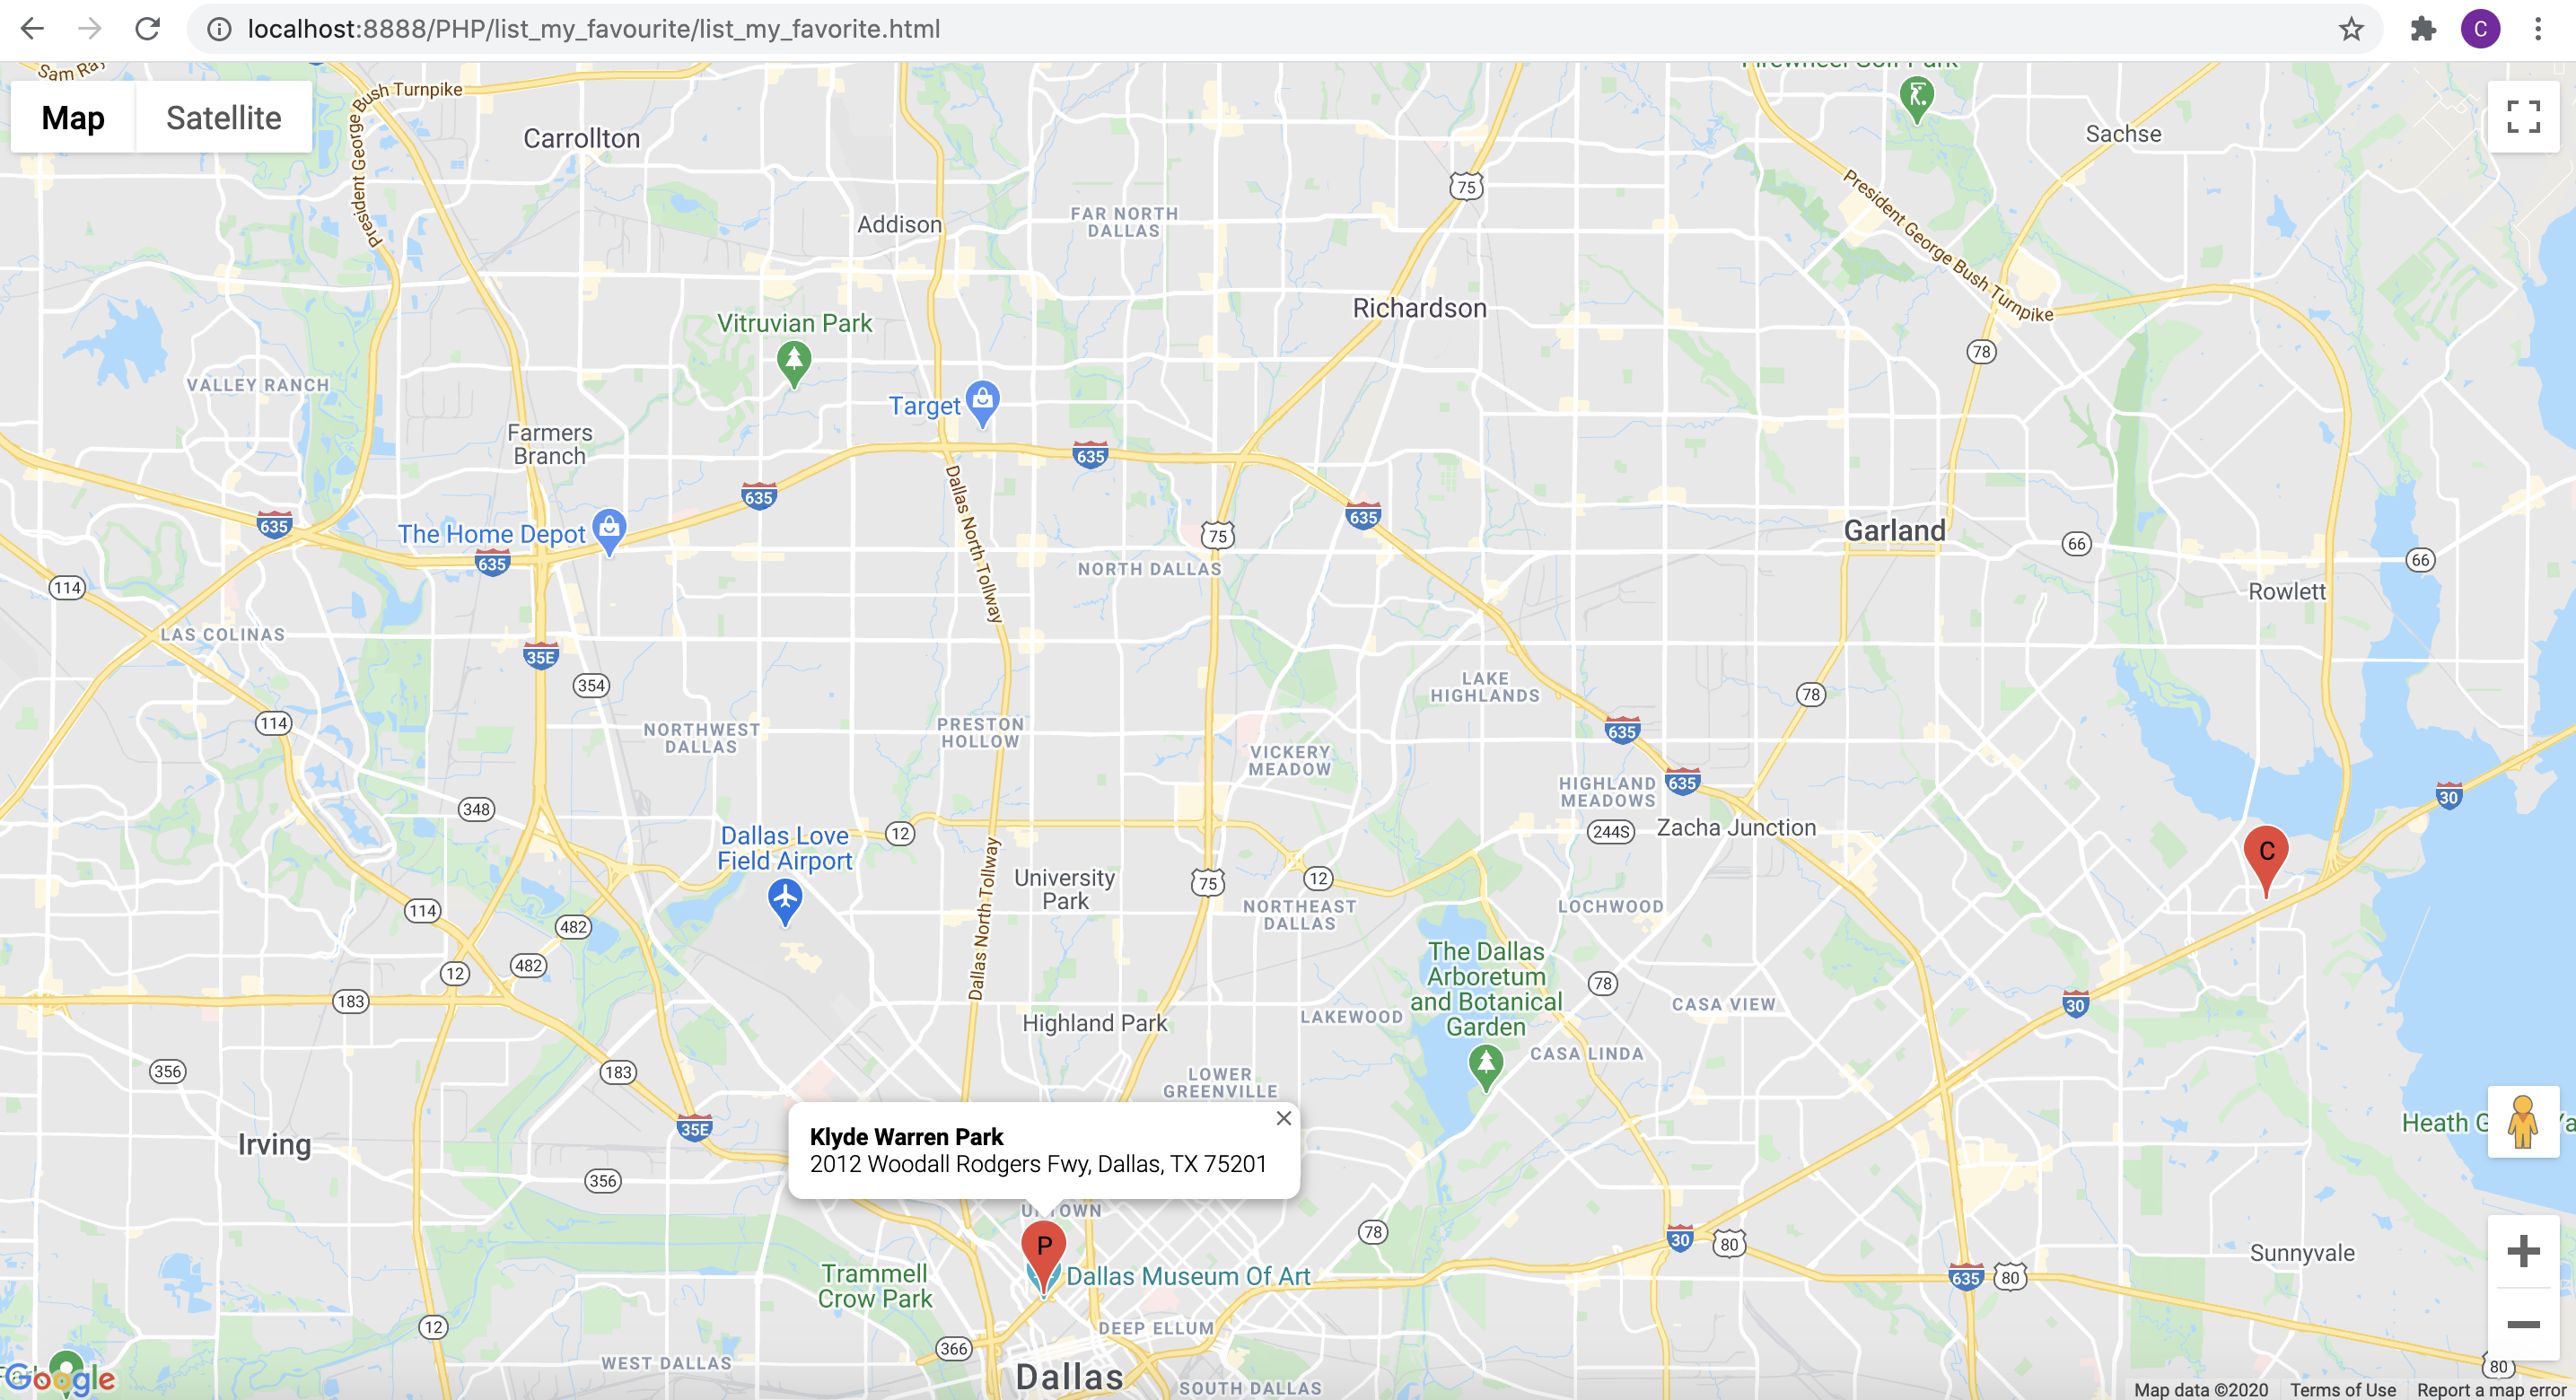 localhost:8888/PHP/list_my_favourite/list_my_favorite.html
C
Sam Ray
President George Bush Turnpike
Map
Satellite
Carrollton
Sachse
75
Addison
FAR NORTH
DALLAS
President George Bush Turnpike
Richardson
Vitruvian Park
78
VALLEY RANCH
Target
Farmers
Branch
635
635
635
635
The Home Depot
635
Dallas North Tollway
75
Garland
66
66
114
NORTH DALLAS
Rowlett
LAS COLINAS
35E
354
LAKE
HIGHLANDS
78
114
NORTHWEST
DALLAS
PRESTON
HOLLOW
635
VICKERY
MEADOW
HIGHLAND
MEADOWS
635
30
348
Dallas Love
Field Airport
12
244S
Zacha Junction
C
University
Park
75
12
Dallas North Tollway
114
482
NORTHEAST
DALLAS
LOCHWOOD
The Dallas
Arboretum
and Botanical
Garden
12
482
78
183
CASA VIEW
30
Highland Park
LAKEWOOD
CASA LINDA
356
183
LOWER
GREENVILLE
35E
Irving
Klyde Warren Park
2012 Woodall Rodgers Fwy, Dallas, TX 75201
Heath G
356
P
78
30
80
Sunnyvale
Trammell
Crow Park
Dallas Museum Of Art
635
80
12
DEEP ELLUM
366
WEST DALLAS
Dallas
SOUTH DALLAS
80
Google
Map data ©2020
Terms of Use
Report a map error